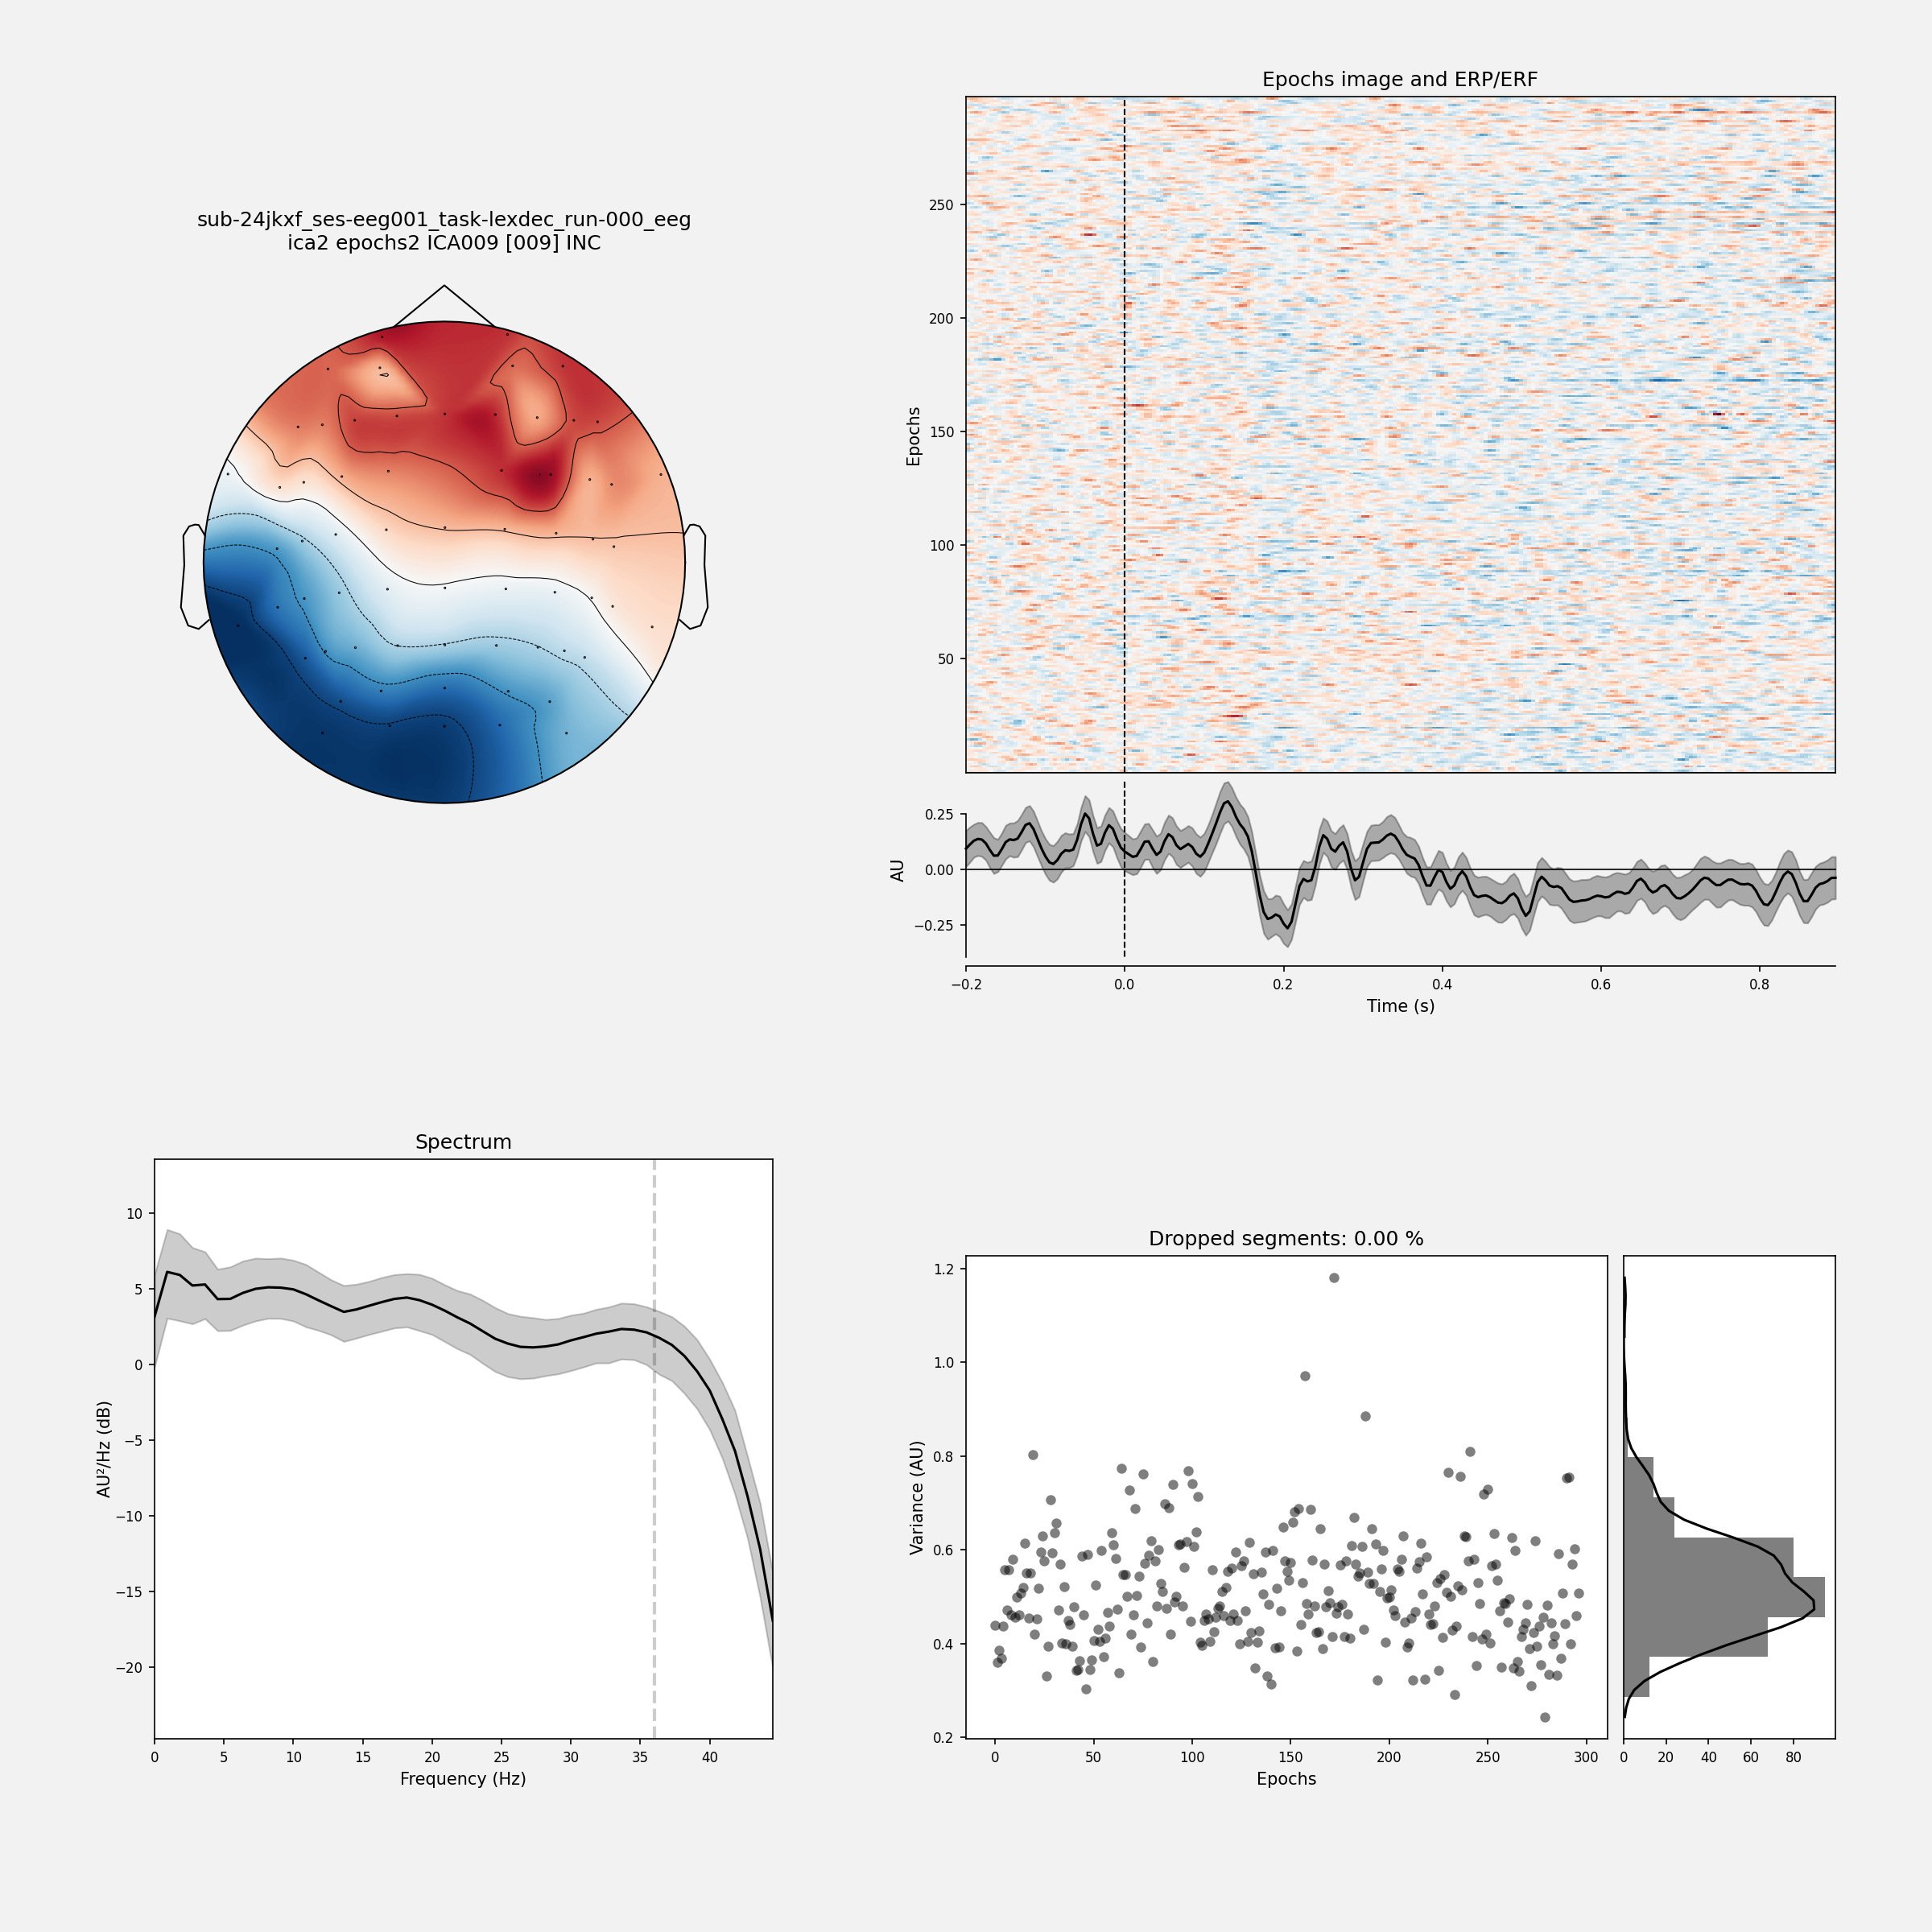 sub-24jkxf_ses-eeg001_task-lexdec_run-000_eeg
ica2 epochs2 ICA009 [009] INC
Epochs image and ERP/ERF
Epochs
250
200
150
100
50
AU
0.25
0.00
−0.25
−0.2 0.0 0.2 0.4 0.6 0.8
Time (s)
Spectrum
AU²/Hz (dB)
10
5
0
−5
−10
−15
−20
0 5 10 15 20 25 30 35 40
Frequency (Hz)
Dropped segments: 0.00 %
Variance (AU)
1.2
1.0
0.8
0.6
0.4
0.2
0 50 100 150 200 250 300
Epochs
0 20 40 60 80